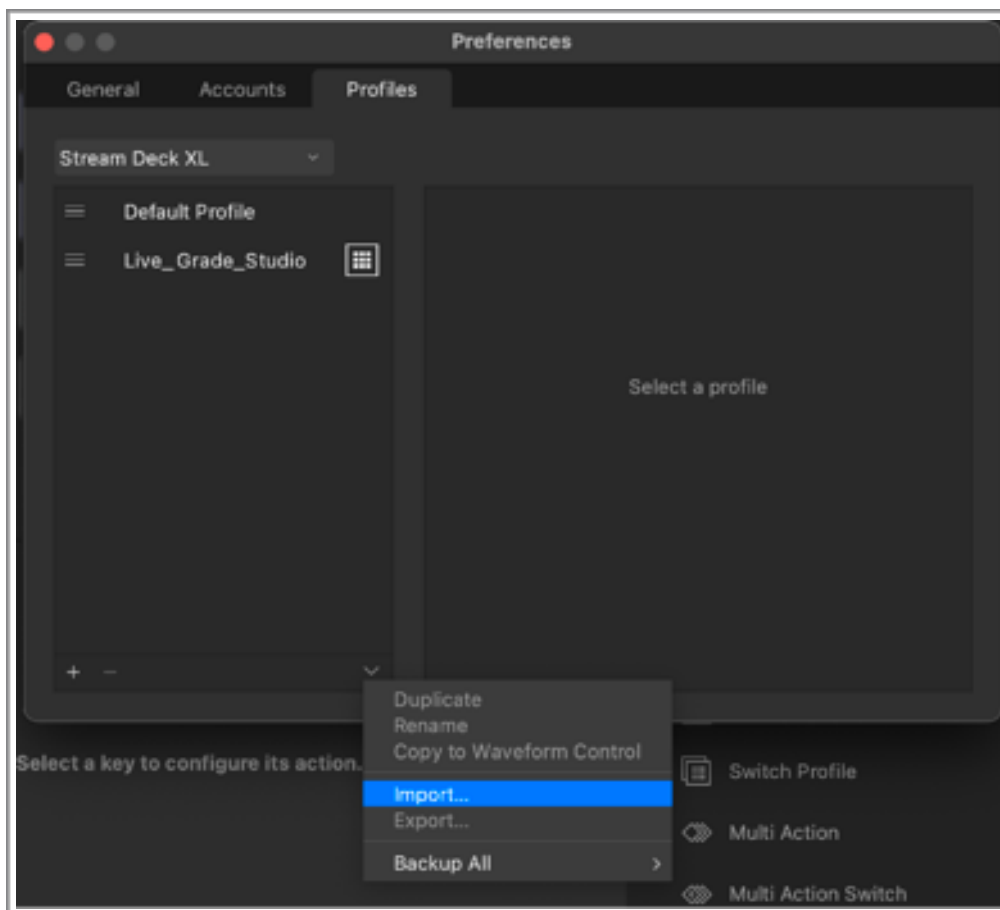 Preferences
General Accounts Profiles
Stream Deck XL
Default Profile
Live_Grade_Studio
Select a profile
+ −
Duplicate
Rename
Copy to Waveform Control
Select a key to configure its action.
Import...
Export...
Backup All
Switch Profile
Multi Action
Multi Action Switch